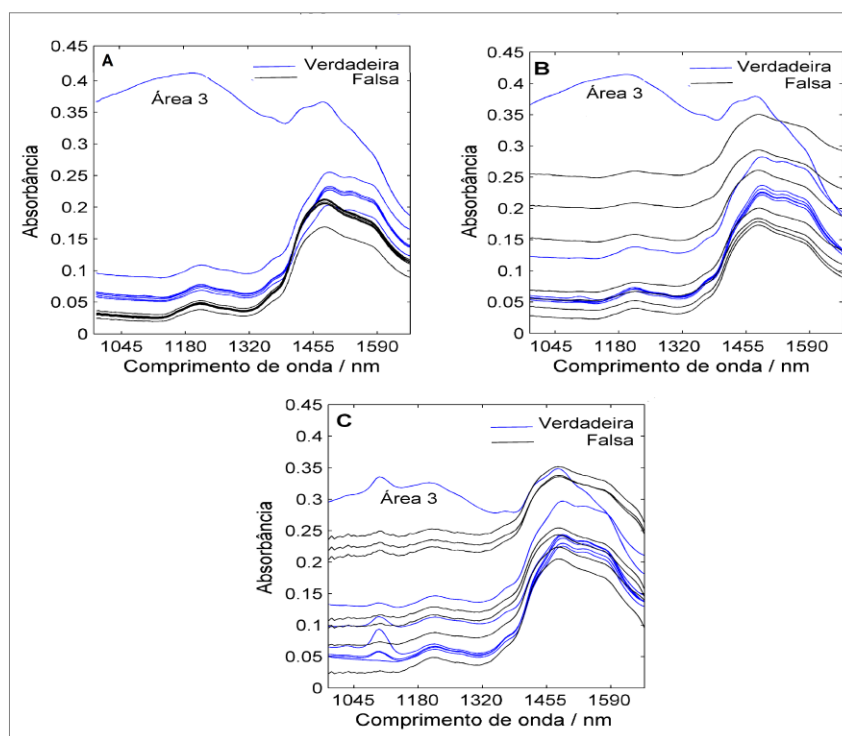 A
Verdadeira
Falsa
Área 3
Absorbância
0.45
0.4
0.35
0.3
0.25
0.2
0.15
0.1
0.05
0
1045 1180 1320 1455 1590
Comprimento de onda / nm
B
Verdadeira
Falsa
Área 3
Absorbância
0.45
0.4
0.35
0.3
0.25
0.2
0.15
0.1
0.05
0
1045 1180 1320 1455 1590
Comprimento de onda / nm
C
Verdadeira
Falsa
Área 3
Absorbância
0.45
0.4
0.35
0.3
0.25
0.2
0.15
0.1
0.05
0
1045 1180 1320 1455 1590
Comprimento de onda / nm